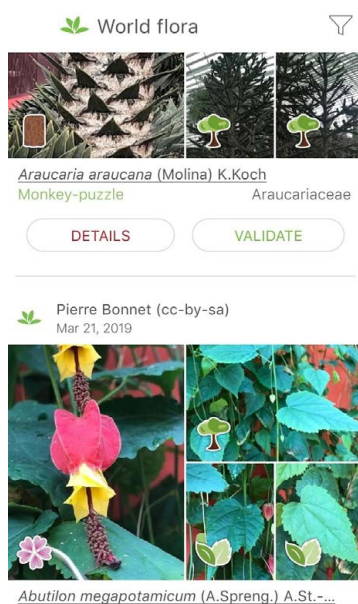 World flora
Araucaria araucana (Molina) K.Koch
Monkey-puzzle Araucariaceae
DETAILS VALIDATE
Pierre Bonnet (cc-by-sa)
Mar 21, 2019
Abutilon megapotamicum (A.Spreng.) A.St.-...